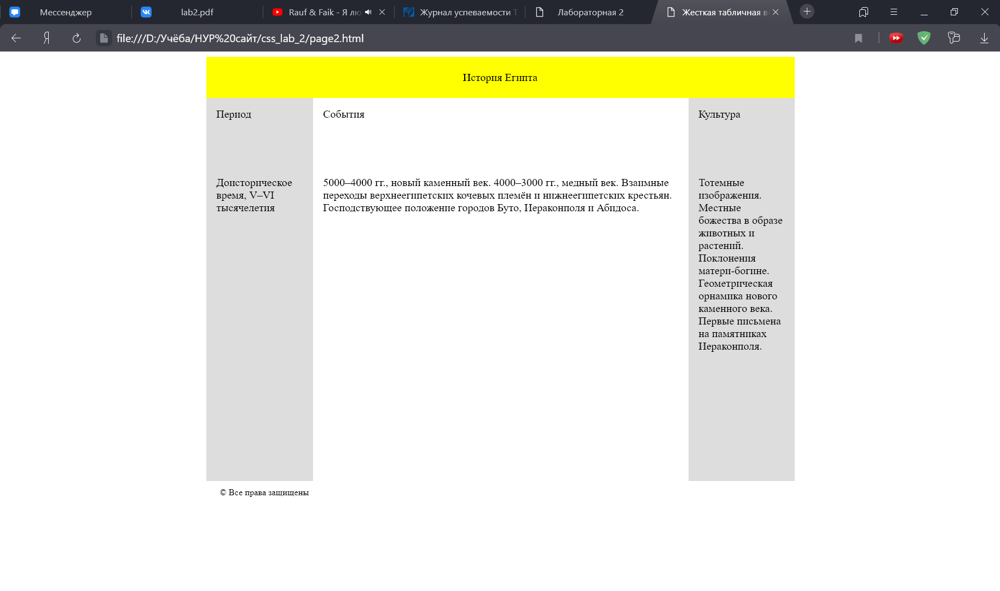 Мессенджер
lab2.pdf
Rauf & Faik - Я лю
Журнал успеваемости Т
Лабораторная 2
Жесткая табличная в
file:///D:/Учёба/НУР%20сайт/css_lab_2/page2.html
История Египта
Период
События
Культура
Доисторическое
время, V–VI
тысячелетия
5000–4000 гг., новый каменный век. 4000–3000 гг., медный век. Взаимные
переходы верхнеегипетских кочевых племён и нижнеегипетских крестьян.
Господствующее положение городов Буто, Иераконполя и Абидоса.
Тотемные
изображения.
Местные
божества в образе
животных и
растений.
Поклонения
матери-богине.
Геометрическая
орнамика нового
каменного века.
Первые письмена
на памятниках
Иераконполя.
© Все права защищены